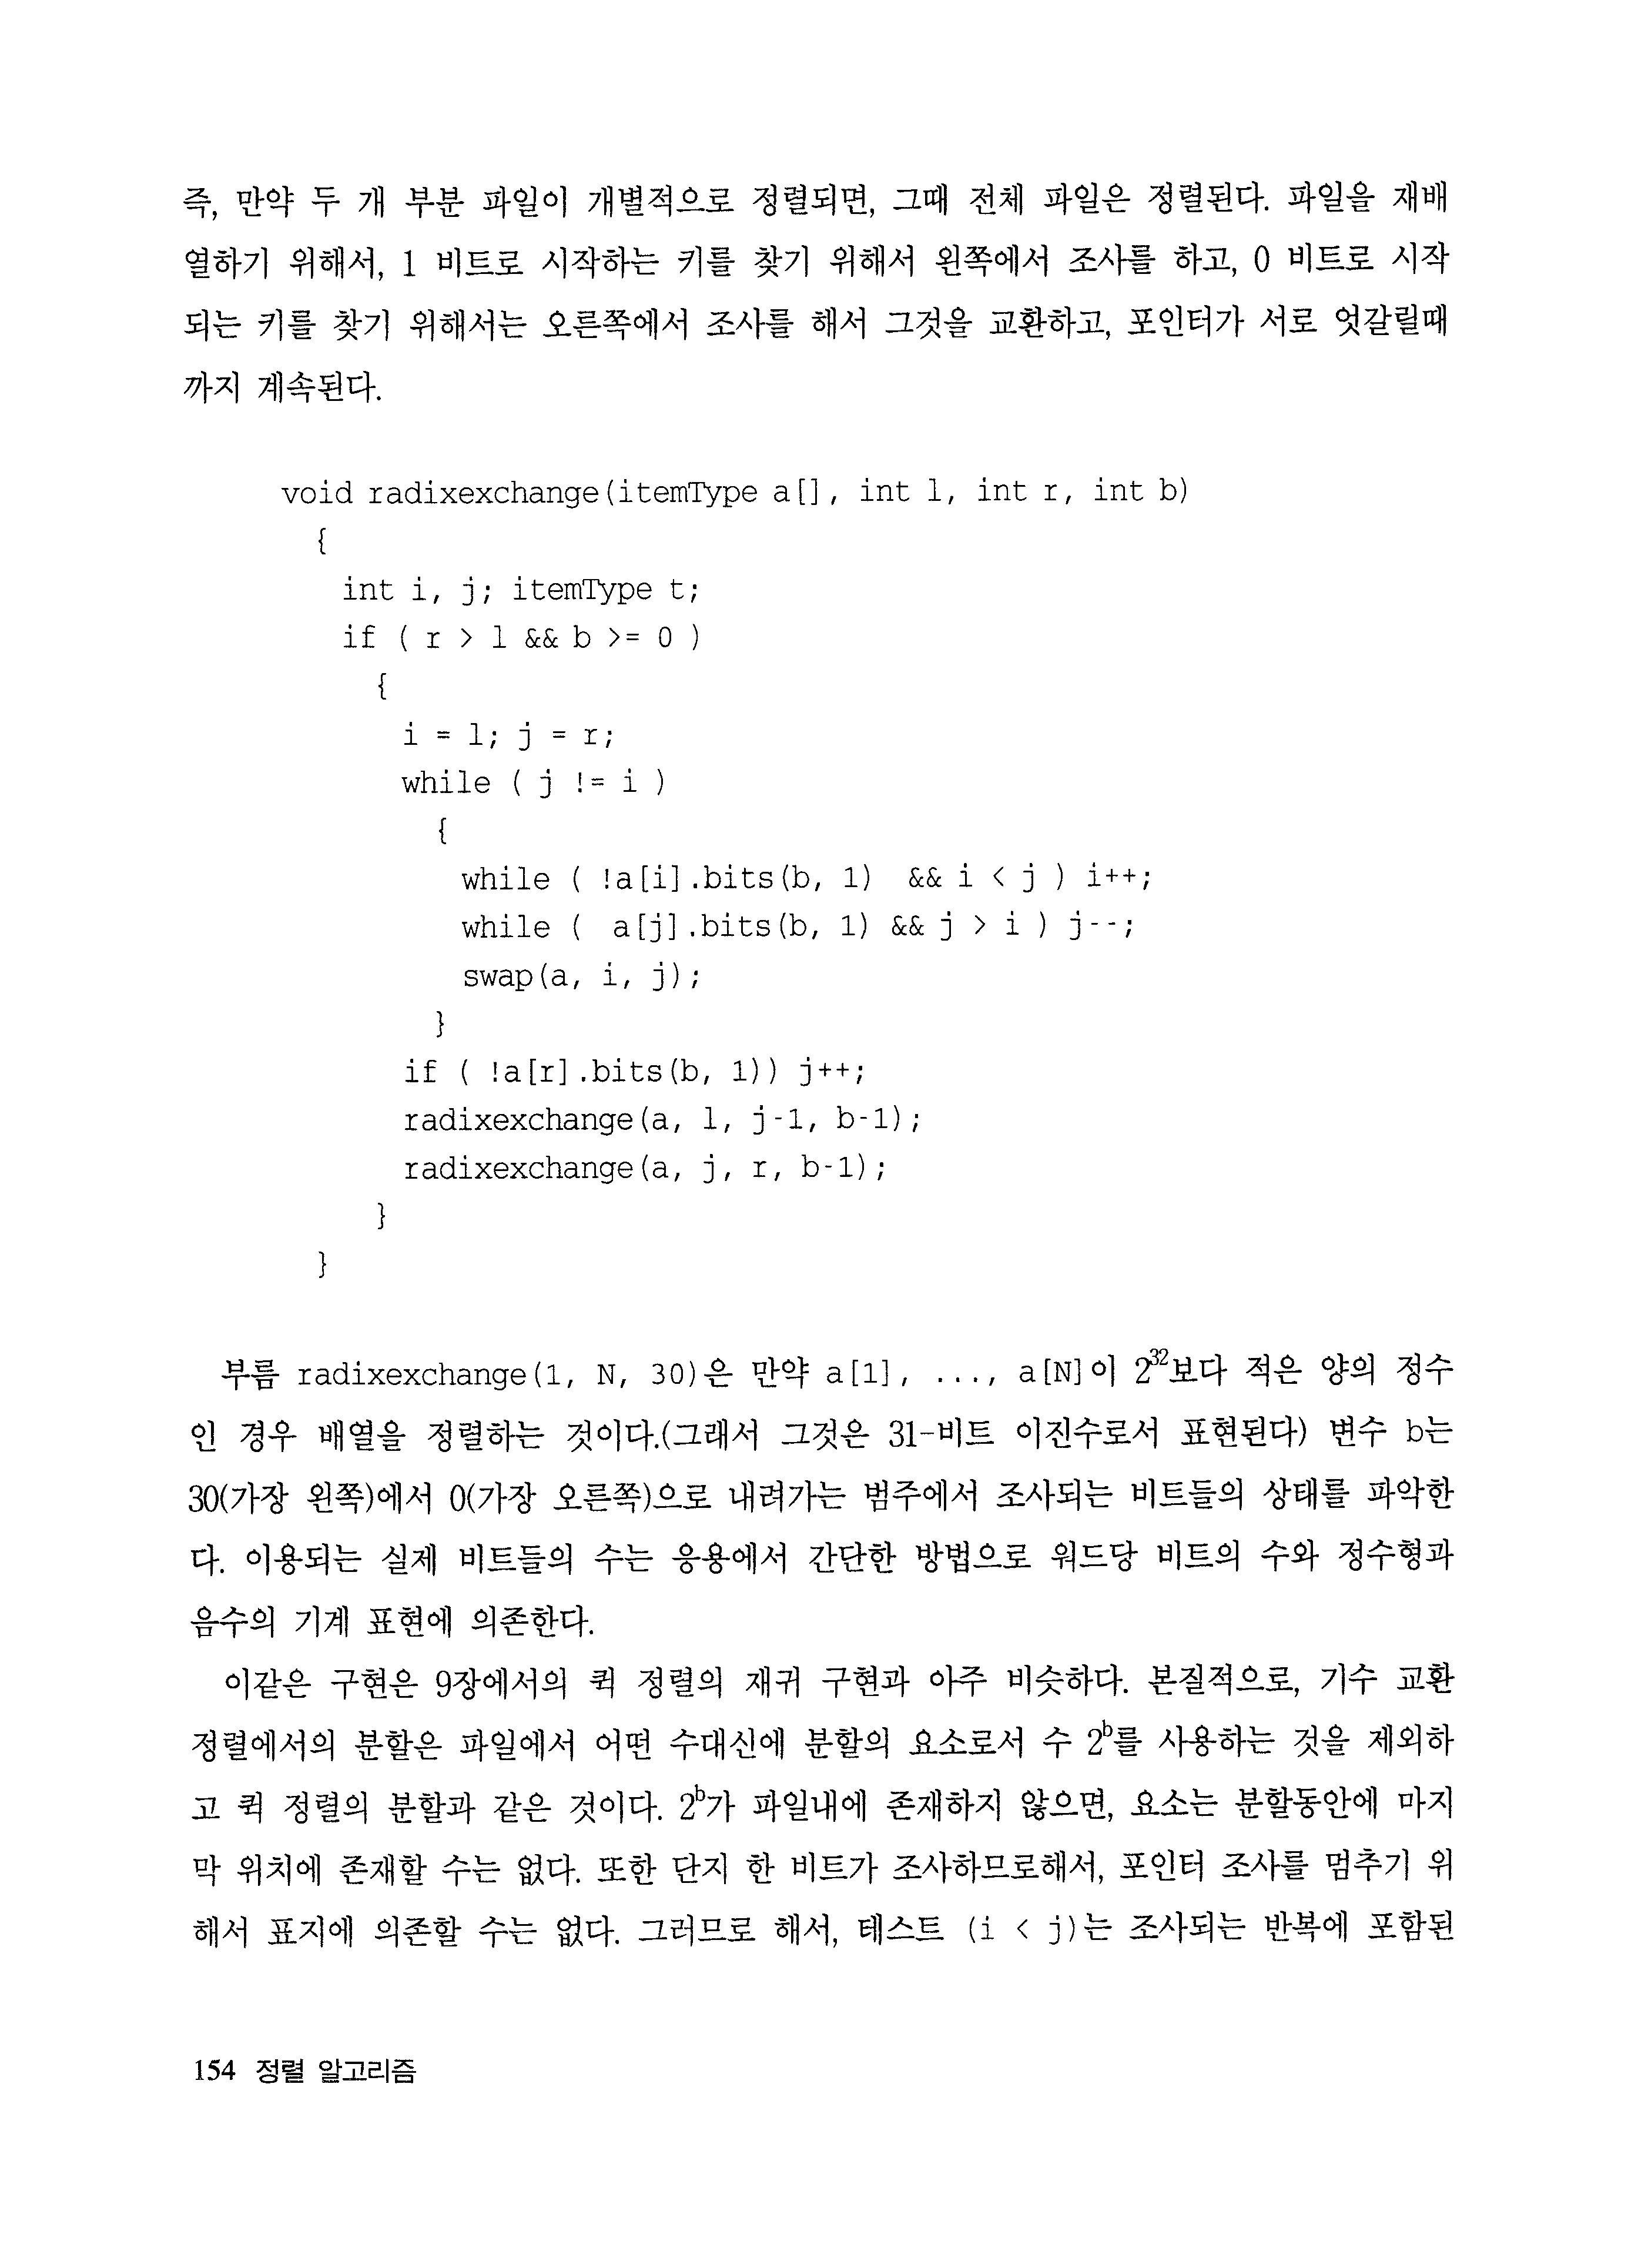 즉, 만약 두 개 부분 파일이 개별적으로 정렬되면, 그때 전체 파일은 정렬된다. 파일을 재배
열하기 위해서, 1 비트로 시작하는 키를 찾기 위해서 왼쪽에서 조사를 하고, 0 비트로 시작
되는 키를 찾기 위해서는 오른쪽에서 조사를 해서 그것을 교환하고, 포인터가 서로 엇갈릴때
까지 계속된다.
void radixexchange(itemType a[], int l, int r, int b)
{
int i, j; itemType t;
if ( r > l && b >= 0 )
{
i = l; j = r;
while ( j != i )
{
while ( !a[i].bits(b, 1) && i < j ) i++;
while ( a[j].bits(b, 1) && j > i ) j--;
swap(a, i, j);
}
if ( !a[r].bits(b, 1)) j++;
radixexchange(a, l, j-1, b-1);
radixexchange(a, j, r, b-1);
}
}
부름 radixexchange(1, N, 30)은 만약 a[1], ..., a[N]이 2³²보다 적은 양의 정수
인 경우 배열을 정렬하는 것이다.(그래서 그것은 31-비트 이진수로서 표현된다) 변수 b는
30(가장 왼쪽)에서 0(가장 오른쪽)으로 내려가는 범주에서 조사되는 비트들의 상태를 파악한
다. 이용되는 실제 비트들의 수는 응용에서 간단한 방법으로 워드당 비트의 수와 정수형과
음수의 기계 표현에 의존한다.
이같은 구현은 9장에서의 퀵 정렬의 재귀 구현과 아주 비슷하다. 본질적으로, 기수 교환
정렬에서의 분할은 파일에서 어떤 수대신에 분할의 요소로서 수 2ᵇ를 사용하는 것을 제외하
고 퀵 정렬의 분할과 같은 것이다. 2ᵇ가 파일내에 존재하지 않으면, 요소는 분할동안에 마지
막 위치에 존재할 수는 없다. 또한 단지 한 비트가 조사하므로해서, 포인터 조사를 멈추기 위
해서 표지에 의존할 수는 없다. 그러므로 해서, 테스트 (i < j)는 조사되는 반복에 포함된
154 정렬 알고리즘